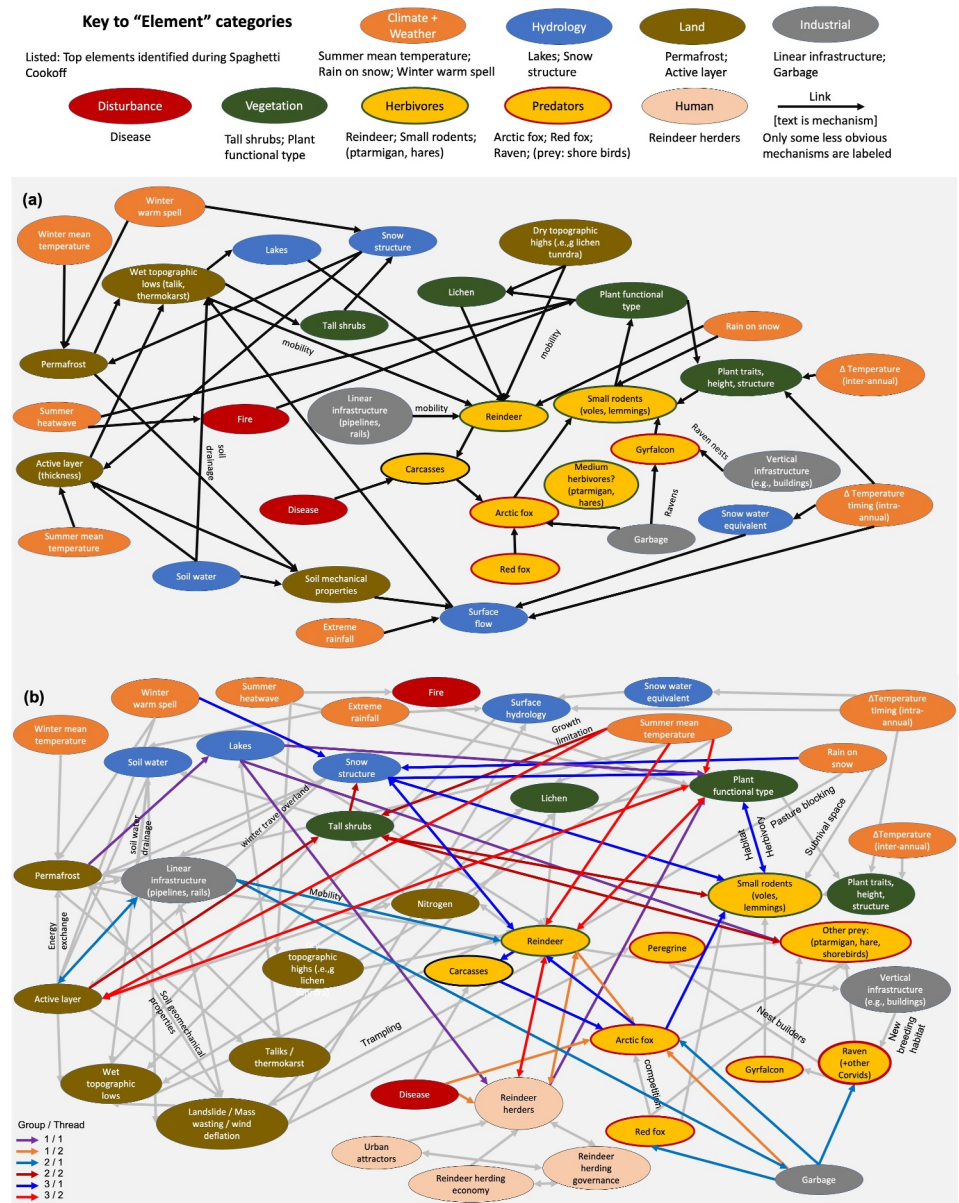 Key to “Element” categories
Listed: Top elements identified during Spaghetti
Cookoff
Climate +
Weather
Summer mean temperature;
Rain on snow; Winter warm spell
Hydrology
Lakes; Snow
structure
Land
Permafrost;
Active layer
Industrial
Linear infrastructure;
Garbage
Disturbance
Disease
Vegetation
Tall shrubs; Plant
functional type
Herbivores
Reindeer; Small rodents;
(ptarmigan, hares)
Predators
Arctic fox; Red fox;
Raven; (prey: shore birds)
Human
Reindeer herders
Link
[text is mechanism]
Only some less obvious
mechanisms are labeled
(a)
Winter
warm spell
Winter mean
temperature
Wet topographic
lows (talik,
thermokarst)
Lakes
Snow
structure
Dry topographic
highs (.e.,g lichen
tunrdra)
Lichen
Plant functional
type
Tall shrubs
mobility
mobility
Rain on snow
Permafrost
Plant traits,
height, structure
Δ Temperature
(inter-annual)
Summer
heatwave
Fire
Linear
infrastructure
(pipelines,
rails)
mobility
Reindeer
Small rodents
(voles, lemmings)
Raven nests
Gyrfalcon
soil
drainage
Active layer
(thickness)
Carcasses
Medium
herbivores?
(ptarmigan,
hares)
Vertical
infrastructure
(e.g., buildings)
Ravens
Δ Temperature
timing (intra-
annual)
Disease
Arctic fox
Snow water
equivalent
Summer mean
temperature
Garbage
Soil water
Soil mechanical
properties
Red fox
Extreme
rainfall
Surface
flow
(b)
Winter
warm spell
Summer
heatwave
Fire
Snow water
equivalent
Extreme
rainfall
Surface
hydrology
ΔTemperature
timing (intra-
annual)
Winter mean
temperature
Growth
limitation
Summer mean
temperature
Soil water
Lakes
Snow
structure
Rain on
snow
Plant
functional type
Lichen
winter travel overland
Tall shrubs
Pasture blocking
Subnival space
soil water
drainage
Habitat
Herbivory
ΔTemperature
(inter-annual)
Permafrost
Linear
infrastructure
(pipelines, rails)
Mobility
Nitrogen
Small rodents
(voles,
lemmings)
Plant traits,
height,
structure
Energy
exchange
Reindeer
Peregrine
Other prey:
(ptarmigan, hare,
shorebirds)
topographic
highs (.e.,g
lichen
Carcasses
Active layer
Soil geomechanical
properties
Vertical
infrastructure
(e.g., buildings)
Trampling
Nest builders
New
breeding
habitat
Taliks /
thermokarst
Arctic fox
Wet
topographic
lows
competition
Gyrfalcon
Raven
(+other
Corvids)
Disease
Reindeer
herders
Landslide / Mass
wasting / wind
deflation
Red fox
Urban
attractors
Reindeer
herding
governance
Reindeer herding
economy
Garbage
Group / Thread
1 / 1
1 / 2
2 / 1
2 / 2
3 / 1
3 / 2